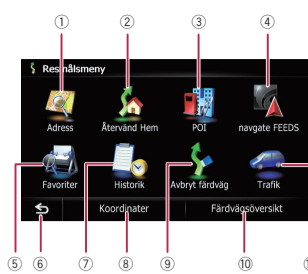 ① ② ③ ④
Resmålsmeny
Adress Återvänd Hem POI navgate FEEDS
Favoriter Historik Avbryt färdväg Trafik
Koordinater Färdvägsöversikt
⑤ ⑥ ⑦ ⑧ ⑨ ⑩